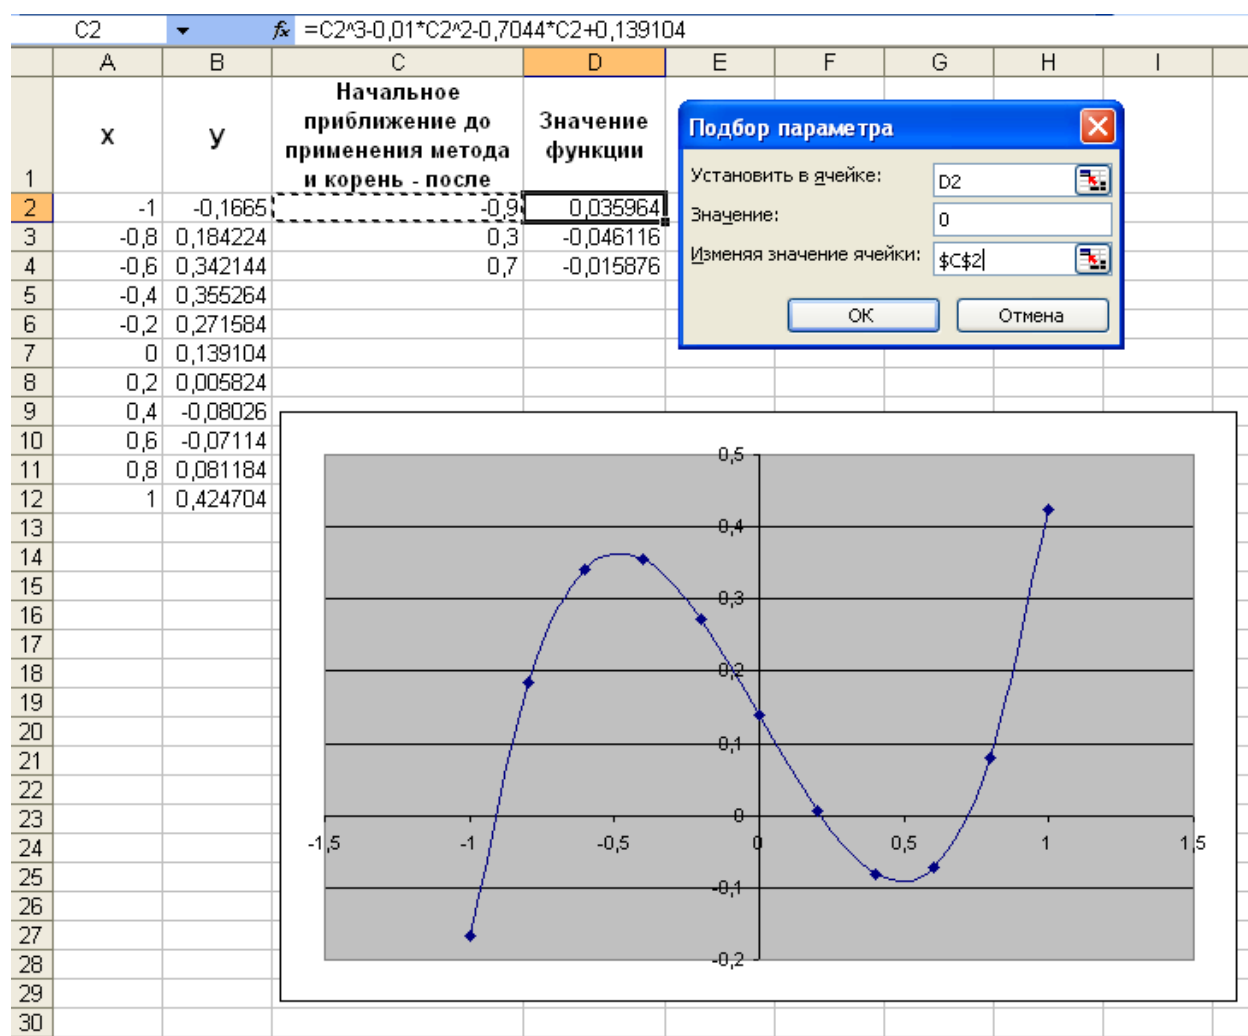 C2 fx =C2^3-0,01*C2^2-0,7044*C2+0,139104
A B C D E F G H I
1 x y Начальное приближение до применения метода и корень - после Значение функции
2 -1 -0,1665 -0,9 0,035964
3 -0,8 0,184224 0,3 -0,046116
4 -0,6 0,342144 0,7 -0,015876
5 -0,4 0,355264
6 -0,2 0,271584
7 0 0,139104
8 0,2 0,005824
9 0,4 -0,08026
10 0,6 -0,07114
11 0,8 0,081184
12 1 0,424704
13
14
15
16
17
18
19
20
21
22
23
24
25
26
27
28
29
30
Подбор параметра
Установить в ячейке: D2
Значение: 0
Изменяя значение ячейки: $C$2
ОК Отмена
0,5
0,4
0,3
0,2
0,1
0
-1,5 -1 -0,5 0 0,5 1 1,5
-0,1
-0,2